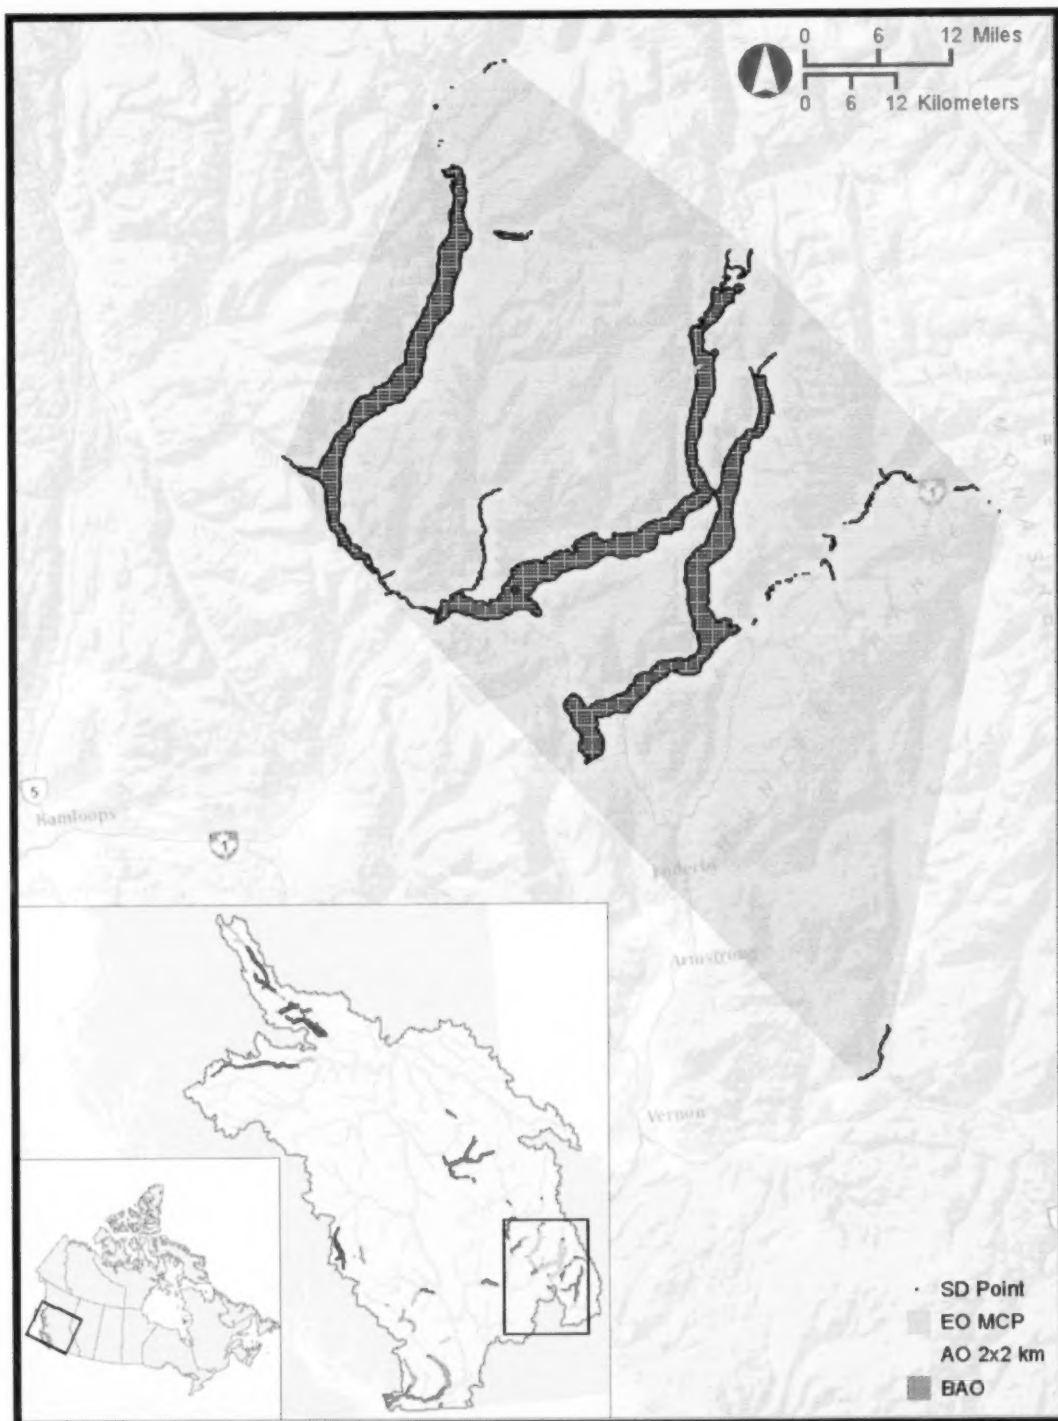 0 6 12 Miles
0 6 12 Kilometers
1
5
Kamloops
1
Enderby
Armstrong
Vernon
SD Point
EO MCP
AO 2x2 km
BAO